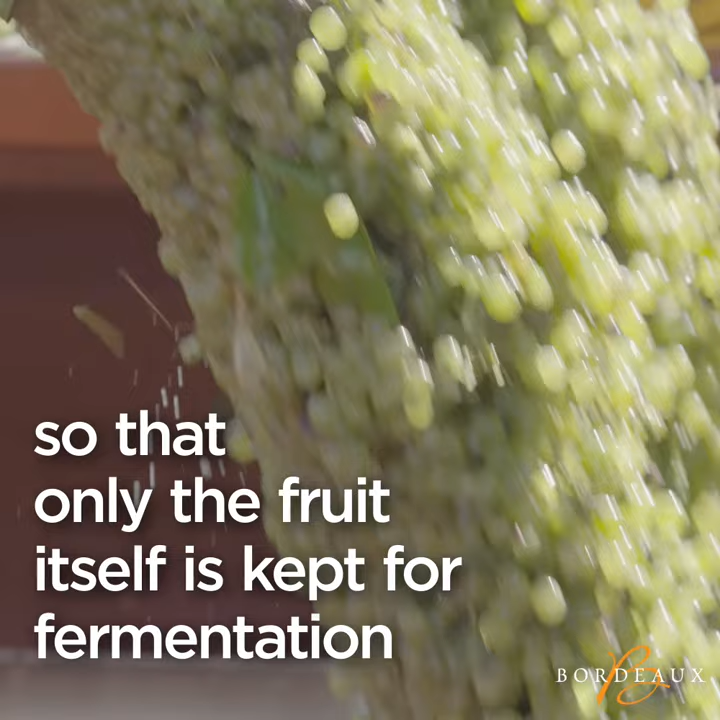 so that
only the fruit
itself is kept for
fermentation
BORDEAUX